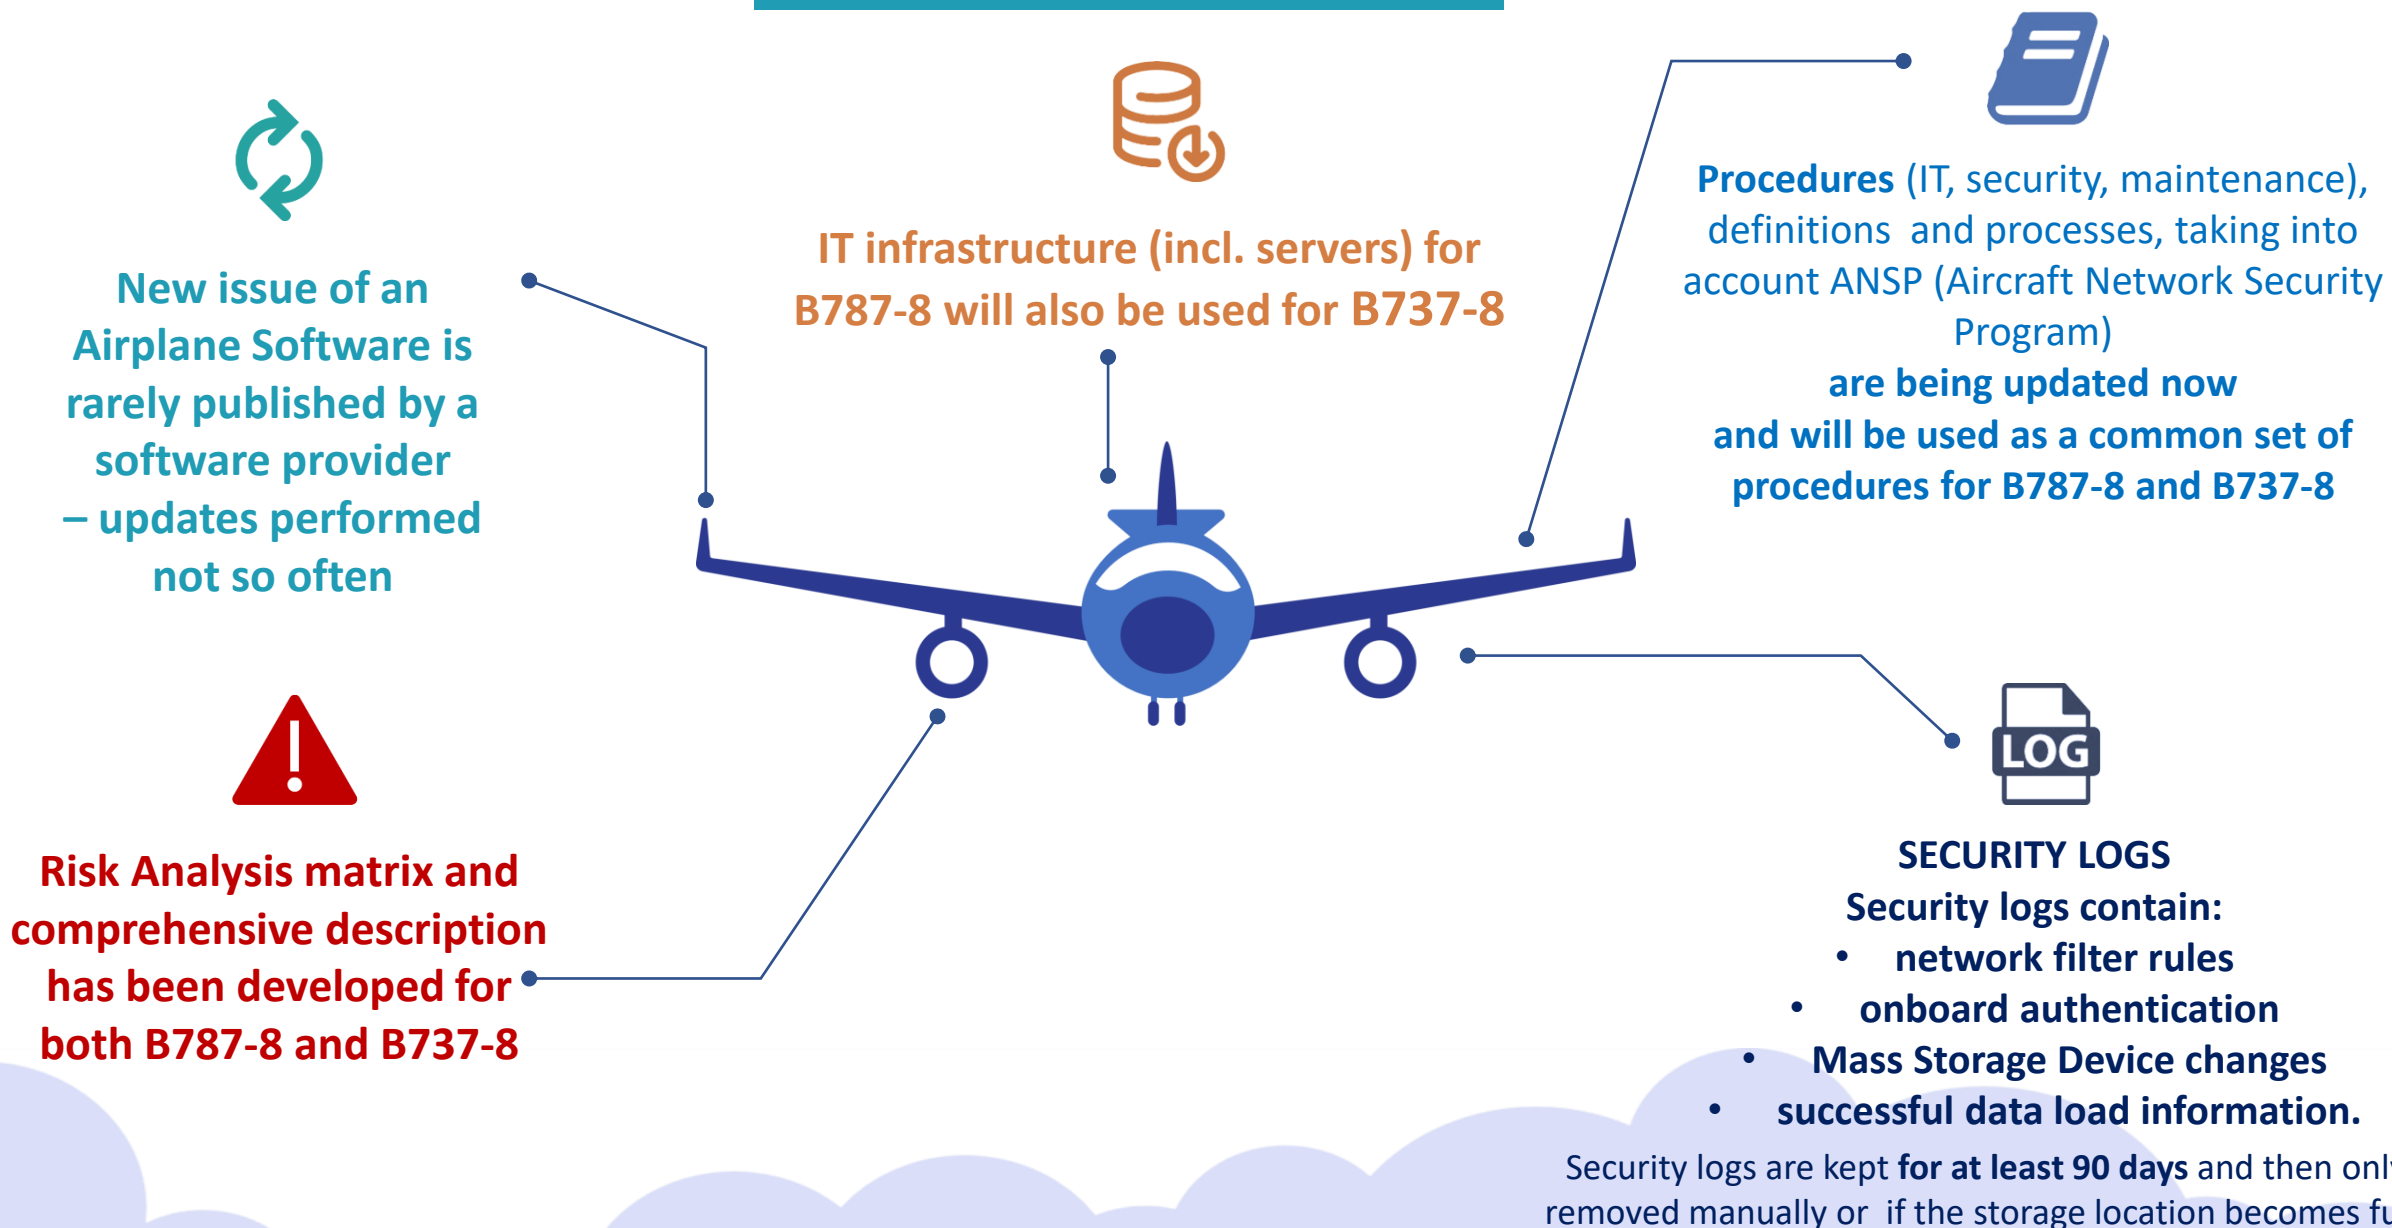 New issue of an
Airplane Software is
rarely published by a
software provider
– updates performed
not so often
IT infrastructure (incl. servers) for
B787-8 will also be used for B737-8
Procedures (IT, security, maintenance),
definitions and processes, taking into
account ANSP (Aircraft Network Security
Program)
are being updated now
and will be used as a common set of
procedures for B787-8 and B737-8
Risk Analysis matrix and
comprehensive description
has been developed for
both B787-8 and B737-8
LOG
SECURITY LOGS
Security logs contain:
• network filter rules
• onboard authentication
• Mass Storage Device changes
• successful data load information.
Security logs are kept for at least 90 days and then
removed manually or if the storage location becomes